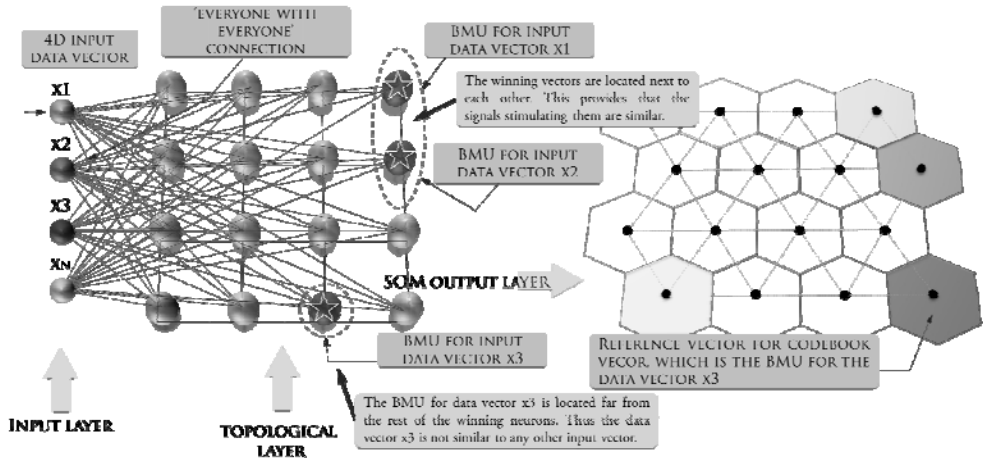 'EVERYONE WITH
EVERYONE'
CONNECTION
4D INPUT
DATA VECTOR
BMU FOR INPUT
DATA VECTOR X1
The winning vectors are located next to
each other. This provides that the
signals stimulating them are similar.
BMU FOR INPUT
DATA VECTOR X2
X1
X2
X3
XN
SOM OUTPUT LAYER
BMU FOR INPUT
DATA VECTOR X3
REFERENCE VECTOR FOR CODEBOOK
VECOR, WHICH IS THE BMU FOR THE
DATA VECTOR X3
The BMU for data vector x3 is located far from
the rest of the winning neurons. Thus the data
vector x3 is not similar to any other input vector.
INPUT LAYER
TOPOLOGICAL
LAYER